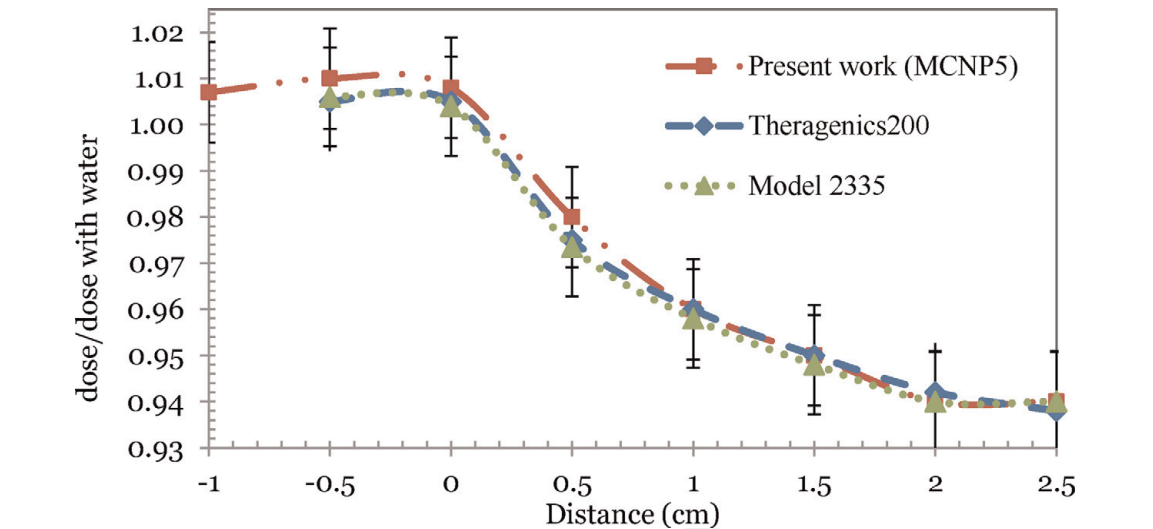 dose/dose with water
1.02
1.01
1.00
0.99
0.98
0.97
0.96
0.95
0.94
0.93
Present work (MCNP5)
Theragenics200
Model 2335
-1 -0.5 0 0.5 1 1.5 2 2.5
Distance (cm)